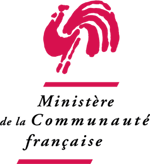 Ministère
de la Communauté
française